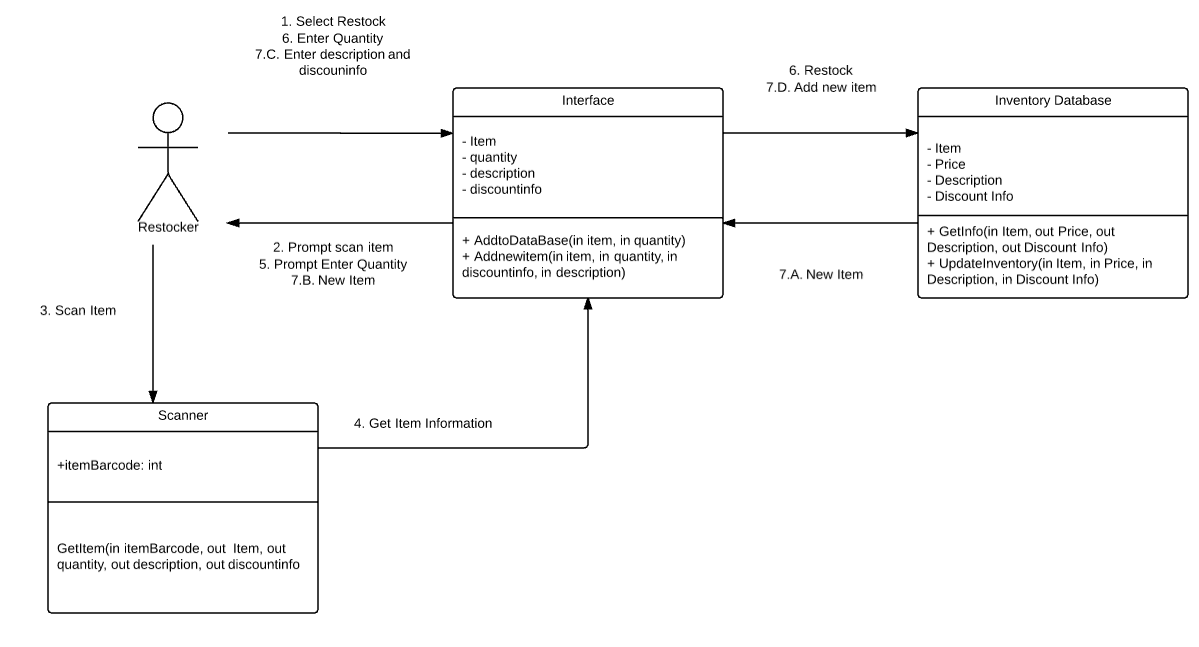 1. Select Restock
6. Enter Quantity
7.C. Enter description and
discouninfo
6. Restock
7.D. Add new item
Interface
- Item
- quantity
- description
- discountinfo
+ AddtoDataBase(in item, in quantity)
+ Addnewitem(in item, in quantity, in
discountinfo, in description)
Inventory Database
- Item
- Price
- Description
- Discount Info
+ GetInfo(in Item, out Price, out
Description, out Discount Info)
+ UpdateInventory(in Item, in Price, in
Description, in Discount Info)
Restocker
2. Prompt scan item
5. Prompt Enter Quantity
7.B. New Item
7.A. New Item
3. Scan Item
Scanner
+itemBarcode: int
GetItem(in itemBarcode, out Item, out
quantity, out description, out discountinfo
4. Get Item Information